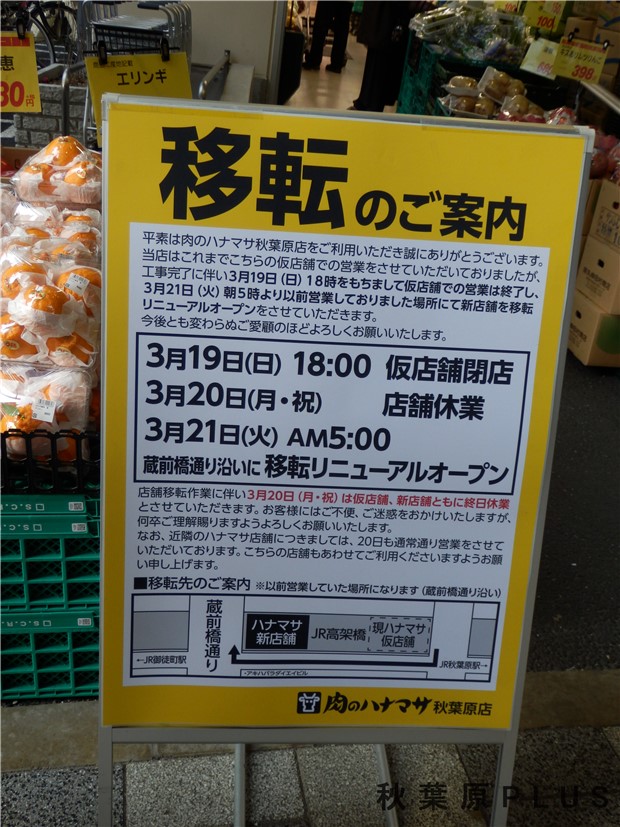 恵
30円
エリンギ
100
100
398
移転のご案内
平素は肉のハナマサ秋葉原店をご利用いただき誠にありがとうございます。
当店はこれまでこちらの仮店舗での営業をさせていただいておりましたが、
工事完了に伴い3月19日(日)18時をもちまして仮店舗での営業は終了し、
3月21日(火)朝5時より以前営業しておりました場所にて新店舗を移転
リニューアルオープンをさせていただきます。
今後とも変わらぬご愛顧のほどよろしくお願いいたします。
3月19日(日) 18:00 仮店舗閉店
3月20日(月・祝) 店舗休業
3月21日(火) AM5:00
蔵前橋通り沿いに 移転リニューアルオープン
店舗移転作業に伴い3月20日(月・祝)は仮店舗、新店舗ともに終日休業
とさせていただきます。お客様にはご不便、ご迷惑をおかけいたしますが、
何卒ご理解賜りますようよろしくお願いいたします。
なお、近隣のハナマサ店舗につきましては、20日も通常通り営業をさせて
いただいております。こちらの店舗もあわせてご利用くださいますようお願
い申し上げます。
■移転先のご案内 ※以前営業していた場所になります(蔵前橋通り沿い)
蔵前橋通り
ハナマサ
新店舗
JR高架橋
現ハナマサ
仮店舗
←JR御徒町駅
JR秋葉原駅→
・アキハバラダイエイビル
肉のハナマサ 秋葉原店
S.C.R
秋葉原PLUS